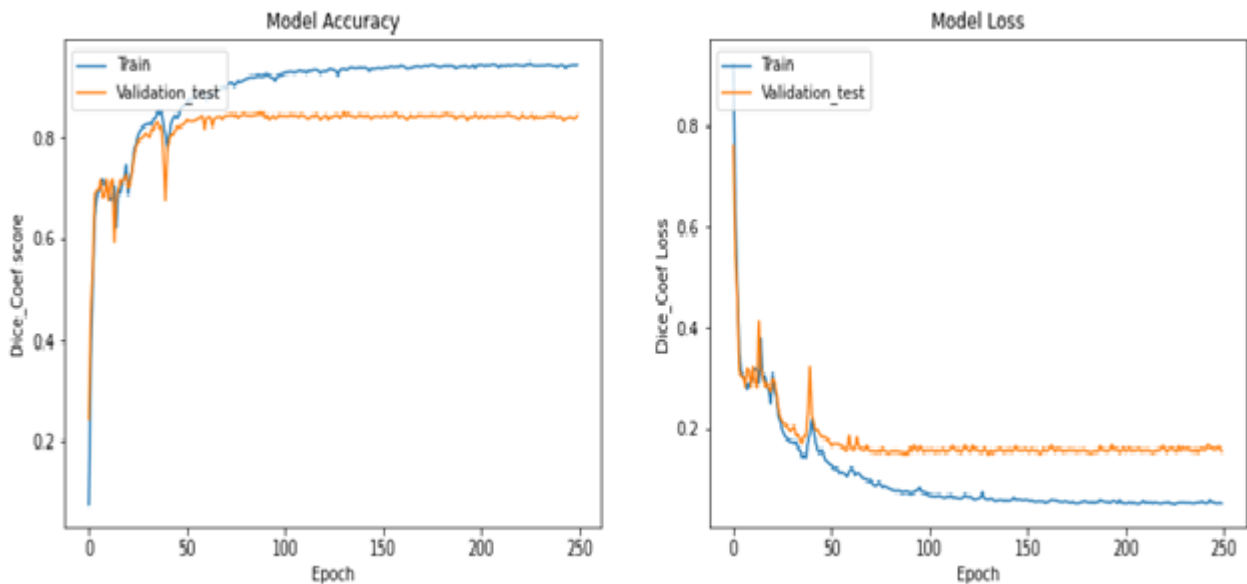 Model Accuracy
Train
Validation_test
0.8
0.6
0.4
0.2
Dice_Coef score
0
50
100
150
200
250
Epoch
Model Loss
Train
Validation_test
0.8
0.6
0.4
0.2
Dice_Coef Loss
0
50
100
150
200
250
Epoch